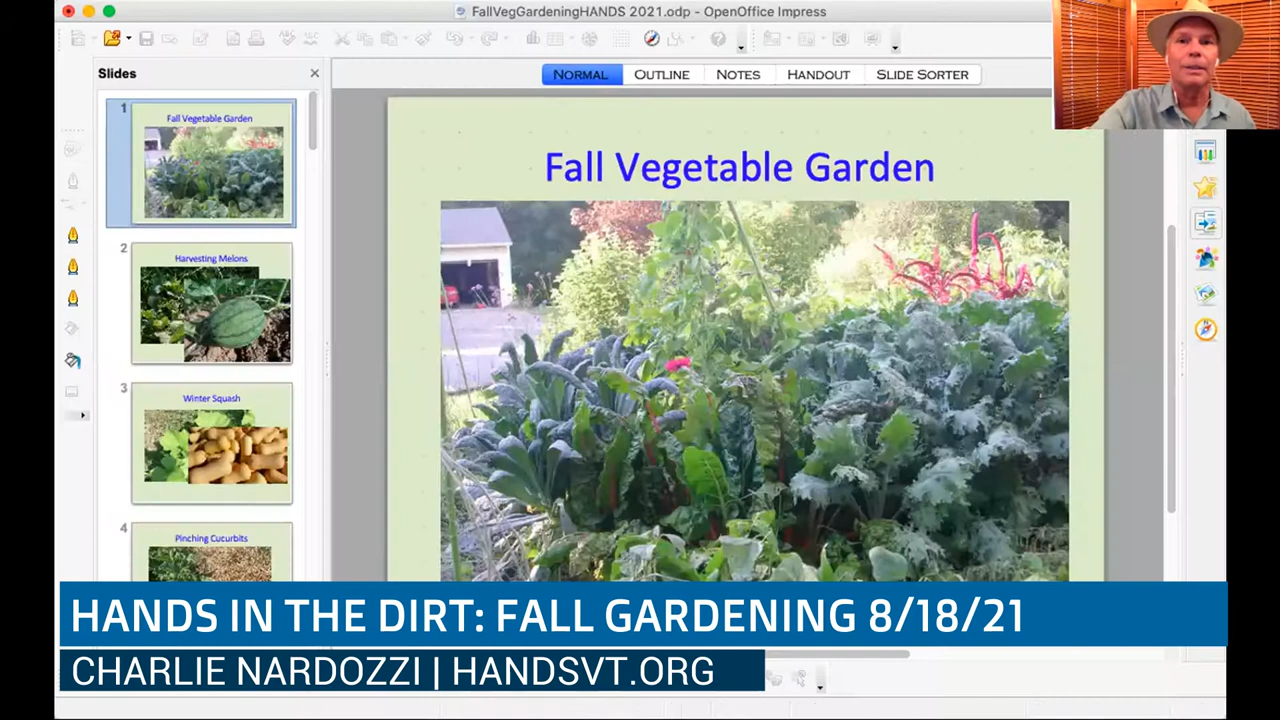 FallVegGardeningHANDS 2021.odp - OpenOffice Impress
Slides
NORMAL
OUTLINE
NOTES
HANDOUT
SLIDE SORTER
1
Fall Vegetable Garden
2
Harvesting Melons
3
Winter Squash
4
Pinching Cucurbits
Fall Vegetable Garden
HANDS IN THE DIRT: FALL GARDENING 8/18/21
CHARLIE NARDOZZI | HANDSVT.ORG